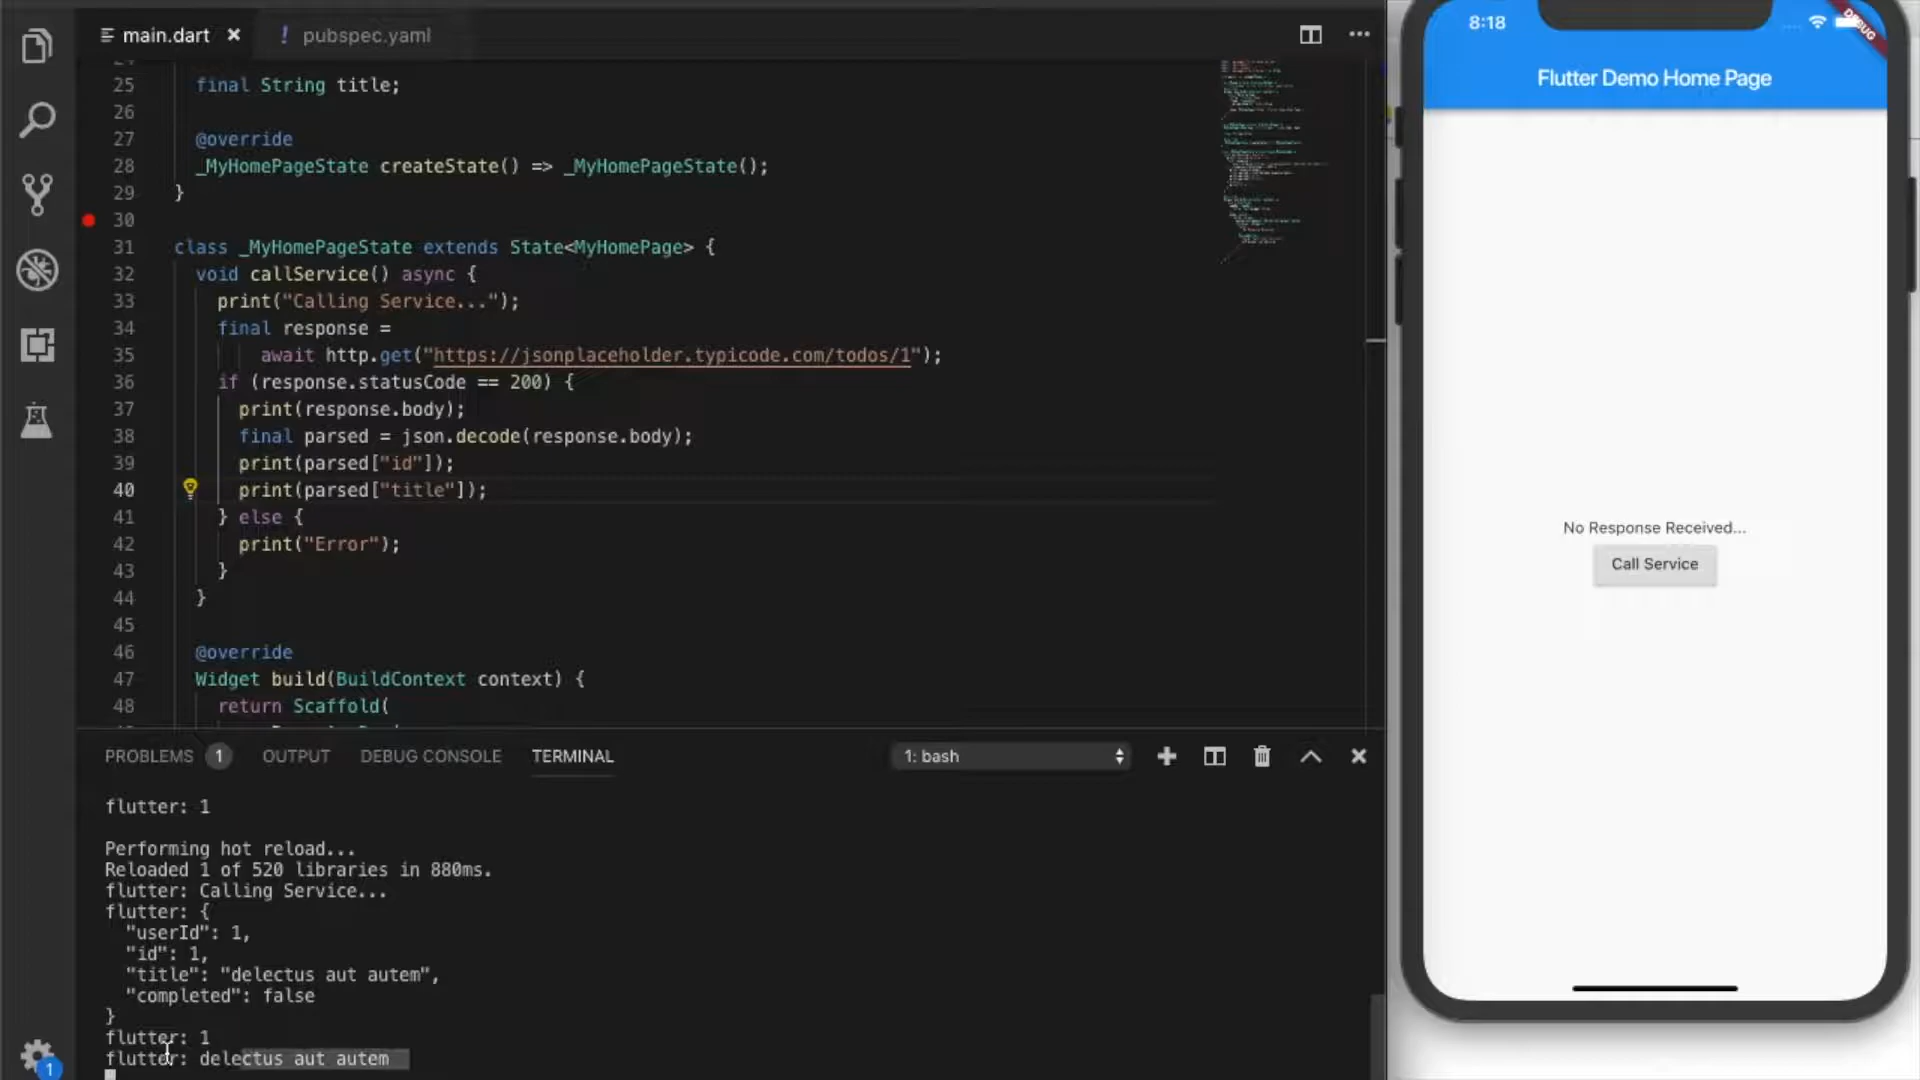 main.dart
pubspec.yaml
25 final String title;
26
27 @override
28 _MyHomePageState createState() => _MyHomePageState();
29 }
30
31 class _MyHomePageState extends State<MyHomePage> {
32 void callService() async {
33 print("Calling Service...");
34 final response =
35 await http.get("https://jsonplaceholder.typicode.com/todos/1");
36 if (response.statusCode == 200) {
37 print(response.body);
38 final parsed = json.decode(response.body);
39 print(parsed["id"]);
40 print(parsed["title"]);
41 } else {
42 print("Error");
43 }
44 }
45
46 @override
47 Widget build(BuildContext context) {
48 return Scaffold(
PROBLEMS 1 OUTPUT DEBUG CONSOLE TERMINAL
1: bash
flutter: 1
Performing hot reload...
Reloaded 1 of 520 libraries in 880ms.
flutter: Calling Service...
flutter: {
"userId": 1,
"id": 1,
"title": "delectus aut autem",
"completed": false
}
flutter: 1
flutter: delectus aut autem
1
8:18
DEBUG
Flutter Demo Home Page
No Response Received...
Call Service